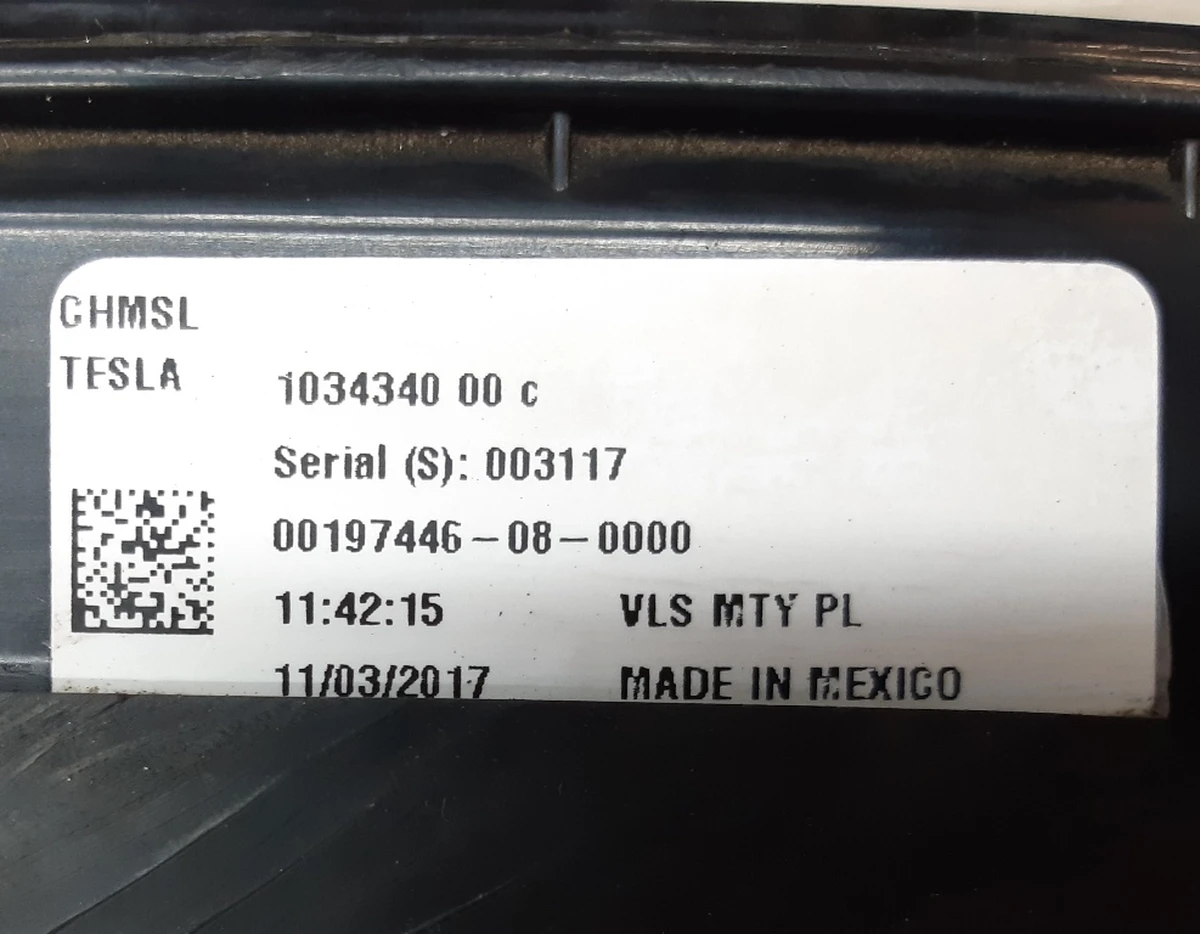 CHMSL
TESLA
1034340 00 c
Serial (S): 003117
00197446-08-0000
11:42:15 VLS MTY PL
11/03/2017 MADE IN MEXICO